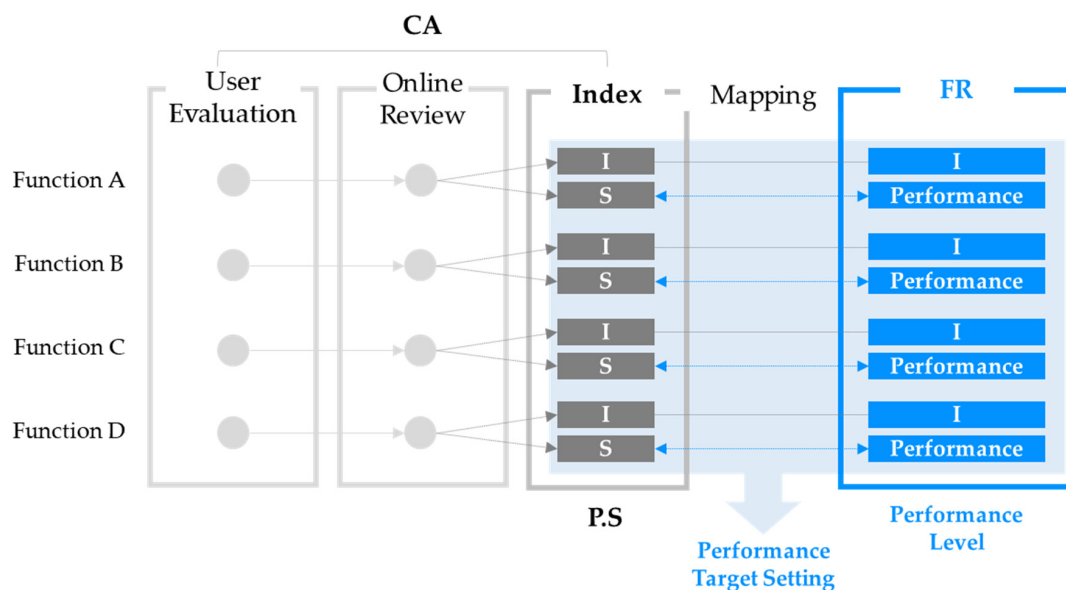 CA
User
Evaluation
Online
Review
Index
Mapping
FR
Function A
I
I
S
Performance
Function B
I
I
S
Performance
Function C
I
I
S
Performance
Function D
I
I
S
Performance
P.S
Performance
Target Setting
Performance
Level